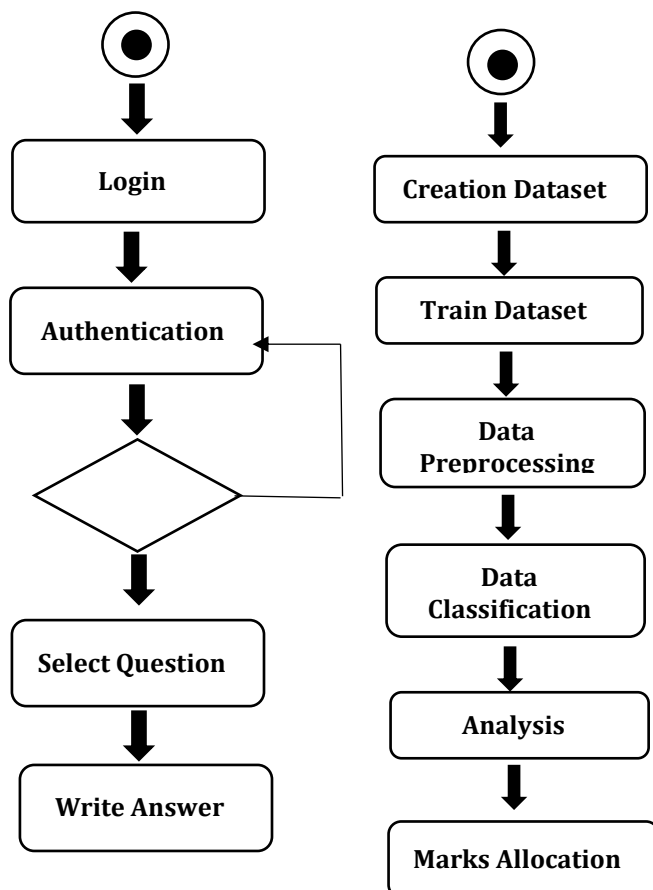 Login
Authentication
Select Question
Write Answer
Creation Dataset
Train Dataset
Data
Preprocessing
Data
Classification
Analysis
Marks Allocation